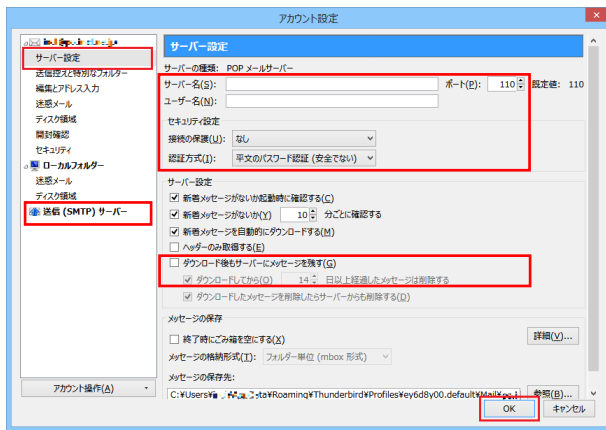 アカウント設定
サーバー設定
送信控えと特別なフォルダー
編集とアドレス入力
迷惑メール
ディスク領域
開封確認
セキュリティ
ローカルフォルダー
迷惑メール
ディスク領域
送信 (SMTP) サーバー
アカウント操作(A)
サーバー設定
サーバーの種類: POP メールサーバー
サーバー名(S): ポート(P): 110 既定値: 110
ユーザー名(N):
セキュリティ設定
接続の保護(U): なし
認証方式(I): 平文のパスワード認証 (安全でない)
サーバー設定
新着メッセージがないか起動時に確認する(C)
新着メッセージがないか(Y) 10 分ごとに確認する
新着メッセージを自動的にダウンロードする(M)
ヘッダーのみ取得する(E)
ダウンロード後もサーバーにメッセージを残す(G)
ダウンロードしてから(O) 14 日以上経過したメッセージは削除する
ダウンロードしたメッセージを削除したらサーバーからも削除する(D)
メッセージの保存
終了時にごみ箱を空にする(X) 詳細(V)...
メッセージの格納形式(T): フォルダー単位 (mbox 形式)
メッセージの保存先:
C:¥Users¥ ta¥Roaming¥Thunderbird¥Profiles¥ey6d8y00.default¥Mail¥ 参照(B)...
OK キャンセル